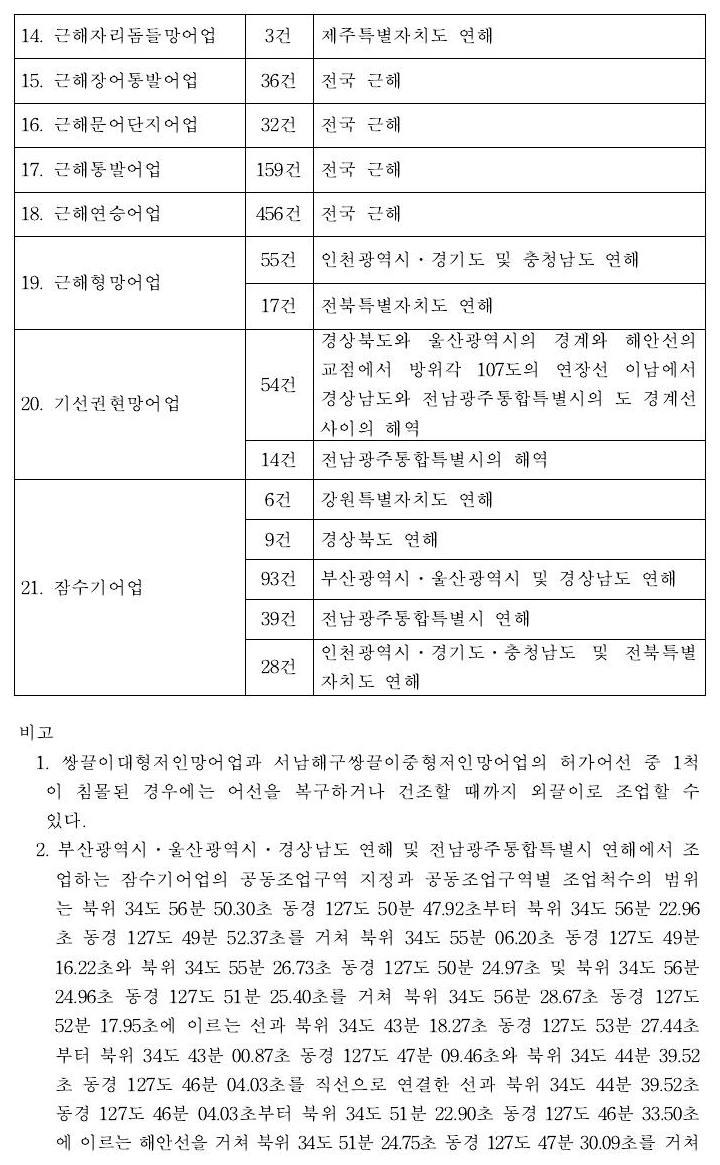 14. 근해자리돔들망어업 3건 제주특별자치도 연해
15. 근해장어통발어업 36건 전국 근해
16. 근해문어단지어업 32건 전국 근해
17. 근해통발어업 159건 전국 근해
18. 근해연승어업 456건 전국 근해
19. 근해형망어업 55건 인천광역시·경기도 및 충청남도 연해
17건 전북특별자치도 연해
20. 기선권현망어업 54건 경상북도와 울산광역시의 경계와 해안선의
교점에서 방위각 107도의 연장선 이남에서
경상남도와 전남광주통합특별시의 도 경계선
사이의 해역
14건 전남광주통합특별시의 해역
21. 잠수기어업 6건 강원특별자치도 연해
9건 경상북도 연해
93건 부산광역시·울산광역시 및 경상남도 연해
39건 전남광주통합특별시 연해
28건 인천광역시·경기도·충청남도 및 전북특별
자치도 연해
비고
1. 쌍끌이대형저인망어업과 서남해구쌍끌이중형저인망어업의 허가어선 중 1척
이 침몰된 경우에는 어선을 복구하거나 건조할 때까지 외끌이로 조업할 수
있다.
2. 부산광역시·울산광역시·경상남도 연해 및 전남광주통합특별시 연해에서 조
업하는 잠수기어업의 공동조업구역 지정과 공동조업구역별 조업척수의 범위
는 북위 34도 56분 50.30초 동경 127도 50분 47.92초부터 북위 34도 56분 22.96
초 동경 127도 49분 52.37초를 거쳐 북위 34도 55분 06.20초 동경 127도 49분
16.22초와 북위 34도 55분 26.73초 동경 127도 50분 24.97초 및 북위 34도 56분
24.96초 동경 127도 51분 25.40초를 거쳐 북위 34도 56분 28.67초 동경 127도
52분 17.95초에 이르는 선과 북위 34도 43분 18.27초 동경 127도 53분 27.44초
부터 북위 34도 43분 00.87초 동경 127도 47분 09.46초와 북위 34도 44분 39.52
초 동경 127도 46분 04.03초를 직선으로 연결한 선과 북위 34도 44분 39.52초
동경 127도 46분 04.03초부터 북위 34도 51분 22.90초 동경 127도 46분 33.50초
에 이르는 해안선을 거쳐 북위 34도 51분 24.75초 동경 127도 47분 30.09초를 거쳐